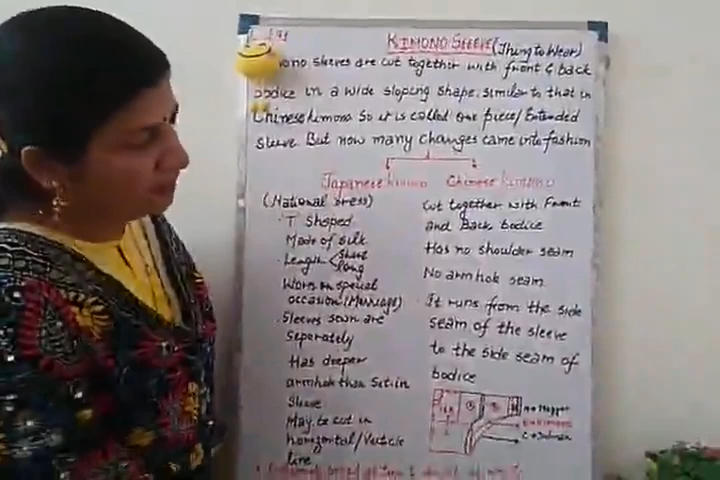 KIMONO SLEEVE (Thing to Wear)
mono sleeves are cut together with front & back
bodice in a wide sloping shape. similar to that in
Chinese kimono So it is called One piece/Extended
sleeve But now many changes came into fashion
Japanese kimono Chinese kimono
(National dress)
T Shaped
Made of silk
Length < Short
long
Worn on special
occasion (Marriage)
Sleeves sewn are
Seperately
Has deeper
armhole than Set-in
Sleeve
May be cut in
horizontal/Verticle
line
Cut together with Front
and Back bodice
Has no shoulder seam
No armhole seam
It runs from the side
seam of the sleeve
to the side seam of
bodice